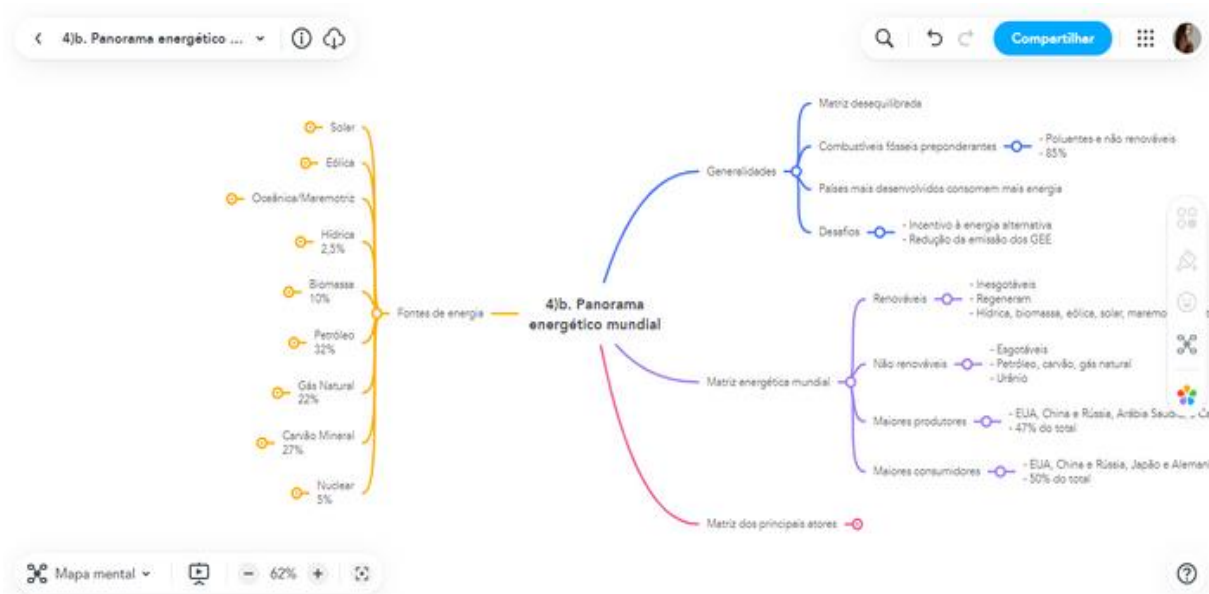 4)b. Panorama energético ...
Compartilhar
Solar
Eólica
Oceânica/Maremotriz
Hídrica
2,5%
Biomassa
10%
Petróleo
32%
Gás Natural
22%
Carvão Mineral
27%
Nuclear
5%
Fontes de energia
4)b. Panorama
energético mundial
Generalidades
Matriz desequilibrada
Combustíveis fósseis preponderantes
- Poluentes e não renováveis
- 85%
Países mais desenvolvidos consomem mais energia
Desafios
- Incentivo à energia alternativa
- Redução da emissão dos GEE
Matriz energética mundial
Renováveis
- Inesgotáveis
- Regeneram
- Hídrica, biomassa, eólica, solar, maremo
Não renováveis
- Esgotáveis
- Petróleo, carvão, gás natural
- Urânio
Maiores produtores
- EUA, China e Rússia, Arábia
- 47% do total
Maiores consumidores
- EUA, China e Rússia, Japão e Aleman
- 50% do total
Matriz dos principais atores
Mapa mental
62%